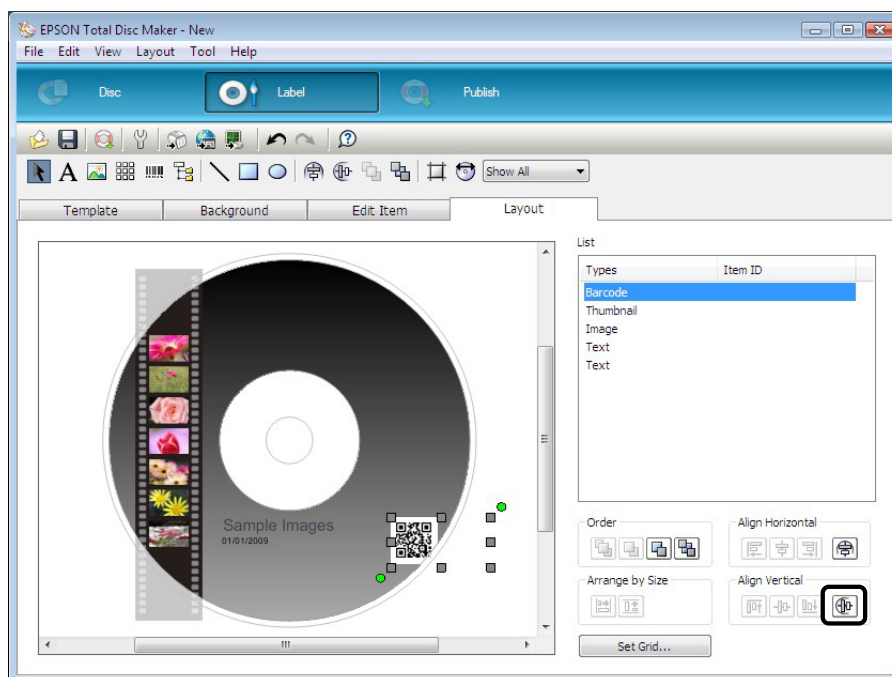 EPSON Total Disc Maker - New
File Edit View Layout Tool Help
Disc Label Publish
A Show All
Template Background Edit Item Layout
List
Types Item ID
Barcode
Thumbnail
Image
Text
Text
Sample Images
01/01/2009
Order Align Horizontal
Arrange by Size Align Vertical
Set Grid...